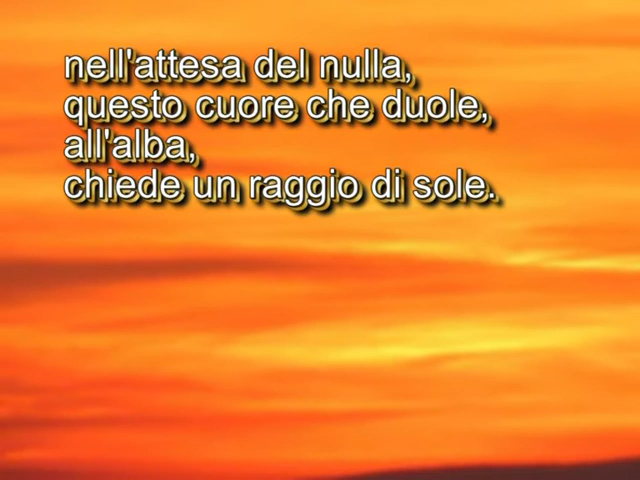 nell'attesa del nulla,
questo cuore che duole,
all'alba,
chiede un raggio di sole.